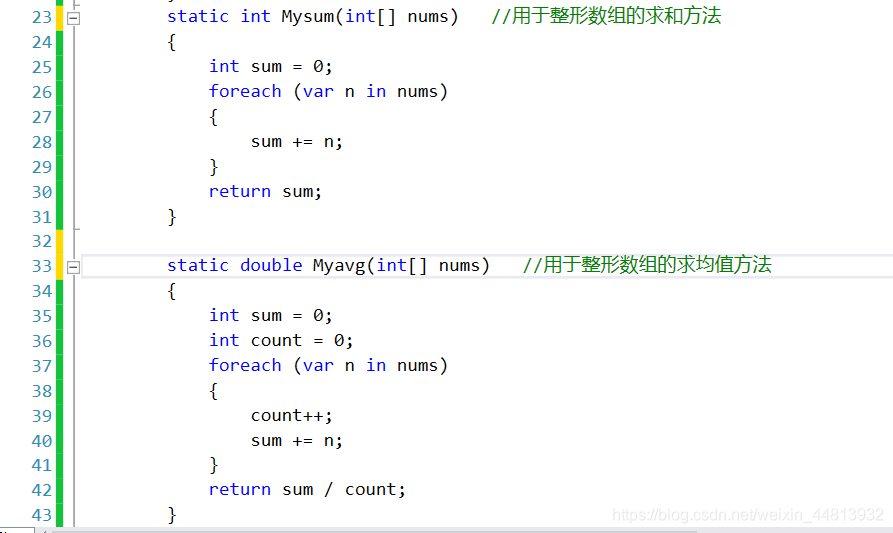 23 static int Mysum(int[] nums) //用于整形数组的求和方法
24 {
25 int sum = 0;
26 foreach (var n in nums)
27 {
28 sum += n;
29 }
30 return sum;
31 }
32
33 static double Myavg(int[] nums) //用于整形数组的求均值方法
34 {
35 int sum = 0;
36 int count = 0;
37 foreach (var n in nums)
38 {
39 count++;
40 sum += n;
41 }
42 return sum / count;
43 }
https://blog.csdn.net/weixin_44813932